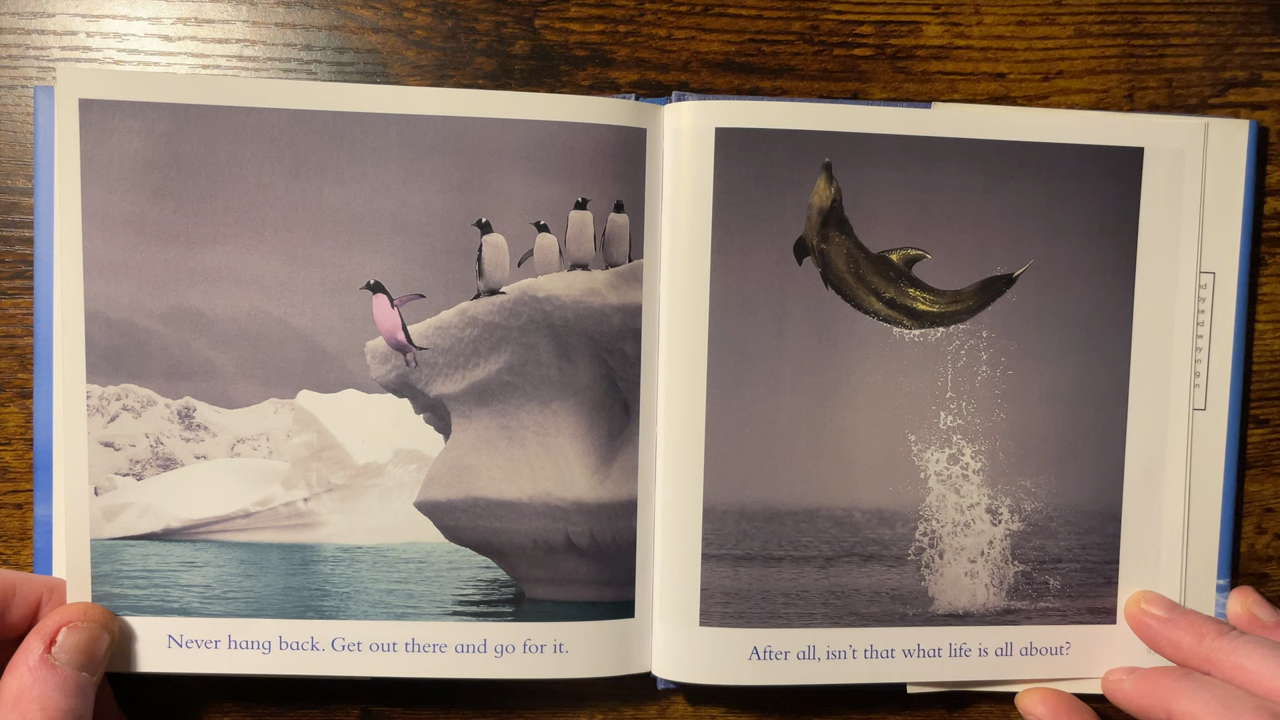 Never hang back. Get out there and go for it.
After all, isn't that what life is all about?